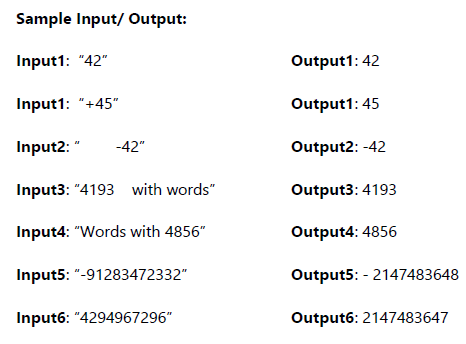 Sample Input/ Output:
Input1: “42” Output1: 42
Input1: “+45” Output1: 45
Input2: “ -42” Output2: -42
Input3: “4193 with words” Output3: 4193
Input4: “Words with 4856” Output4: 4856
Input5: “-91283472332” Output5: - 2147483648
Input6: “4294967296” Output6: 2147483647